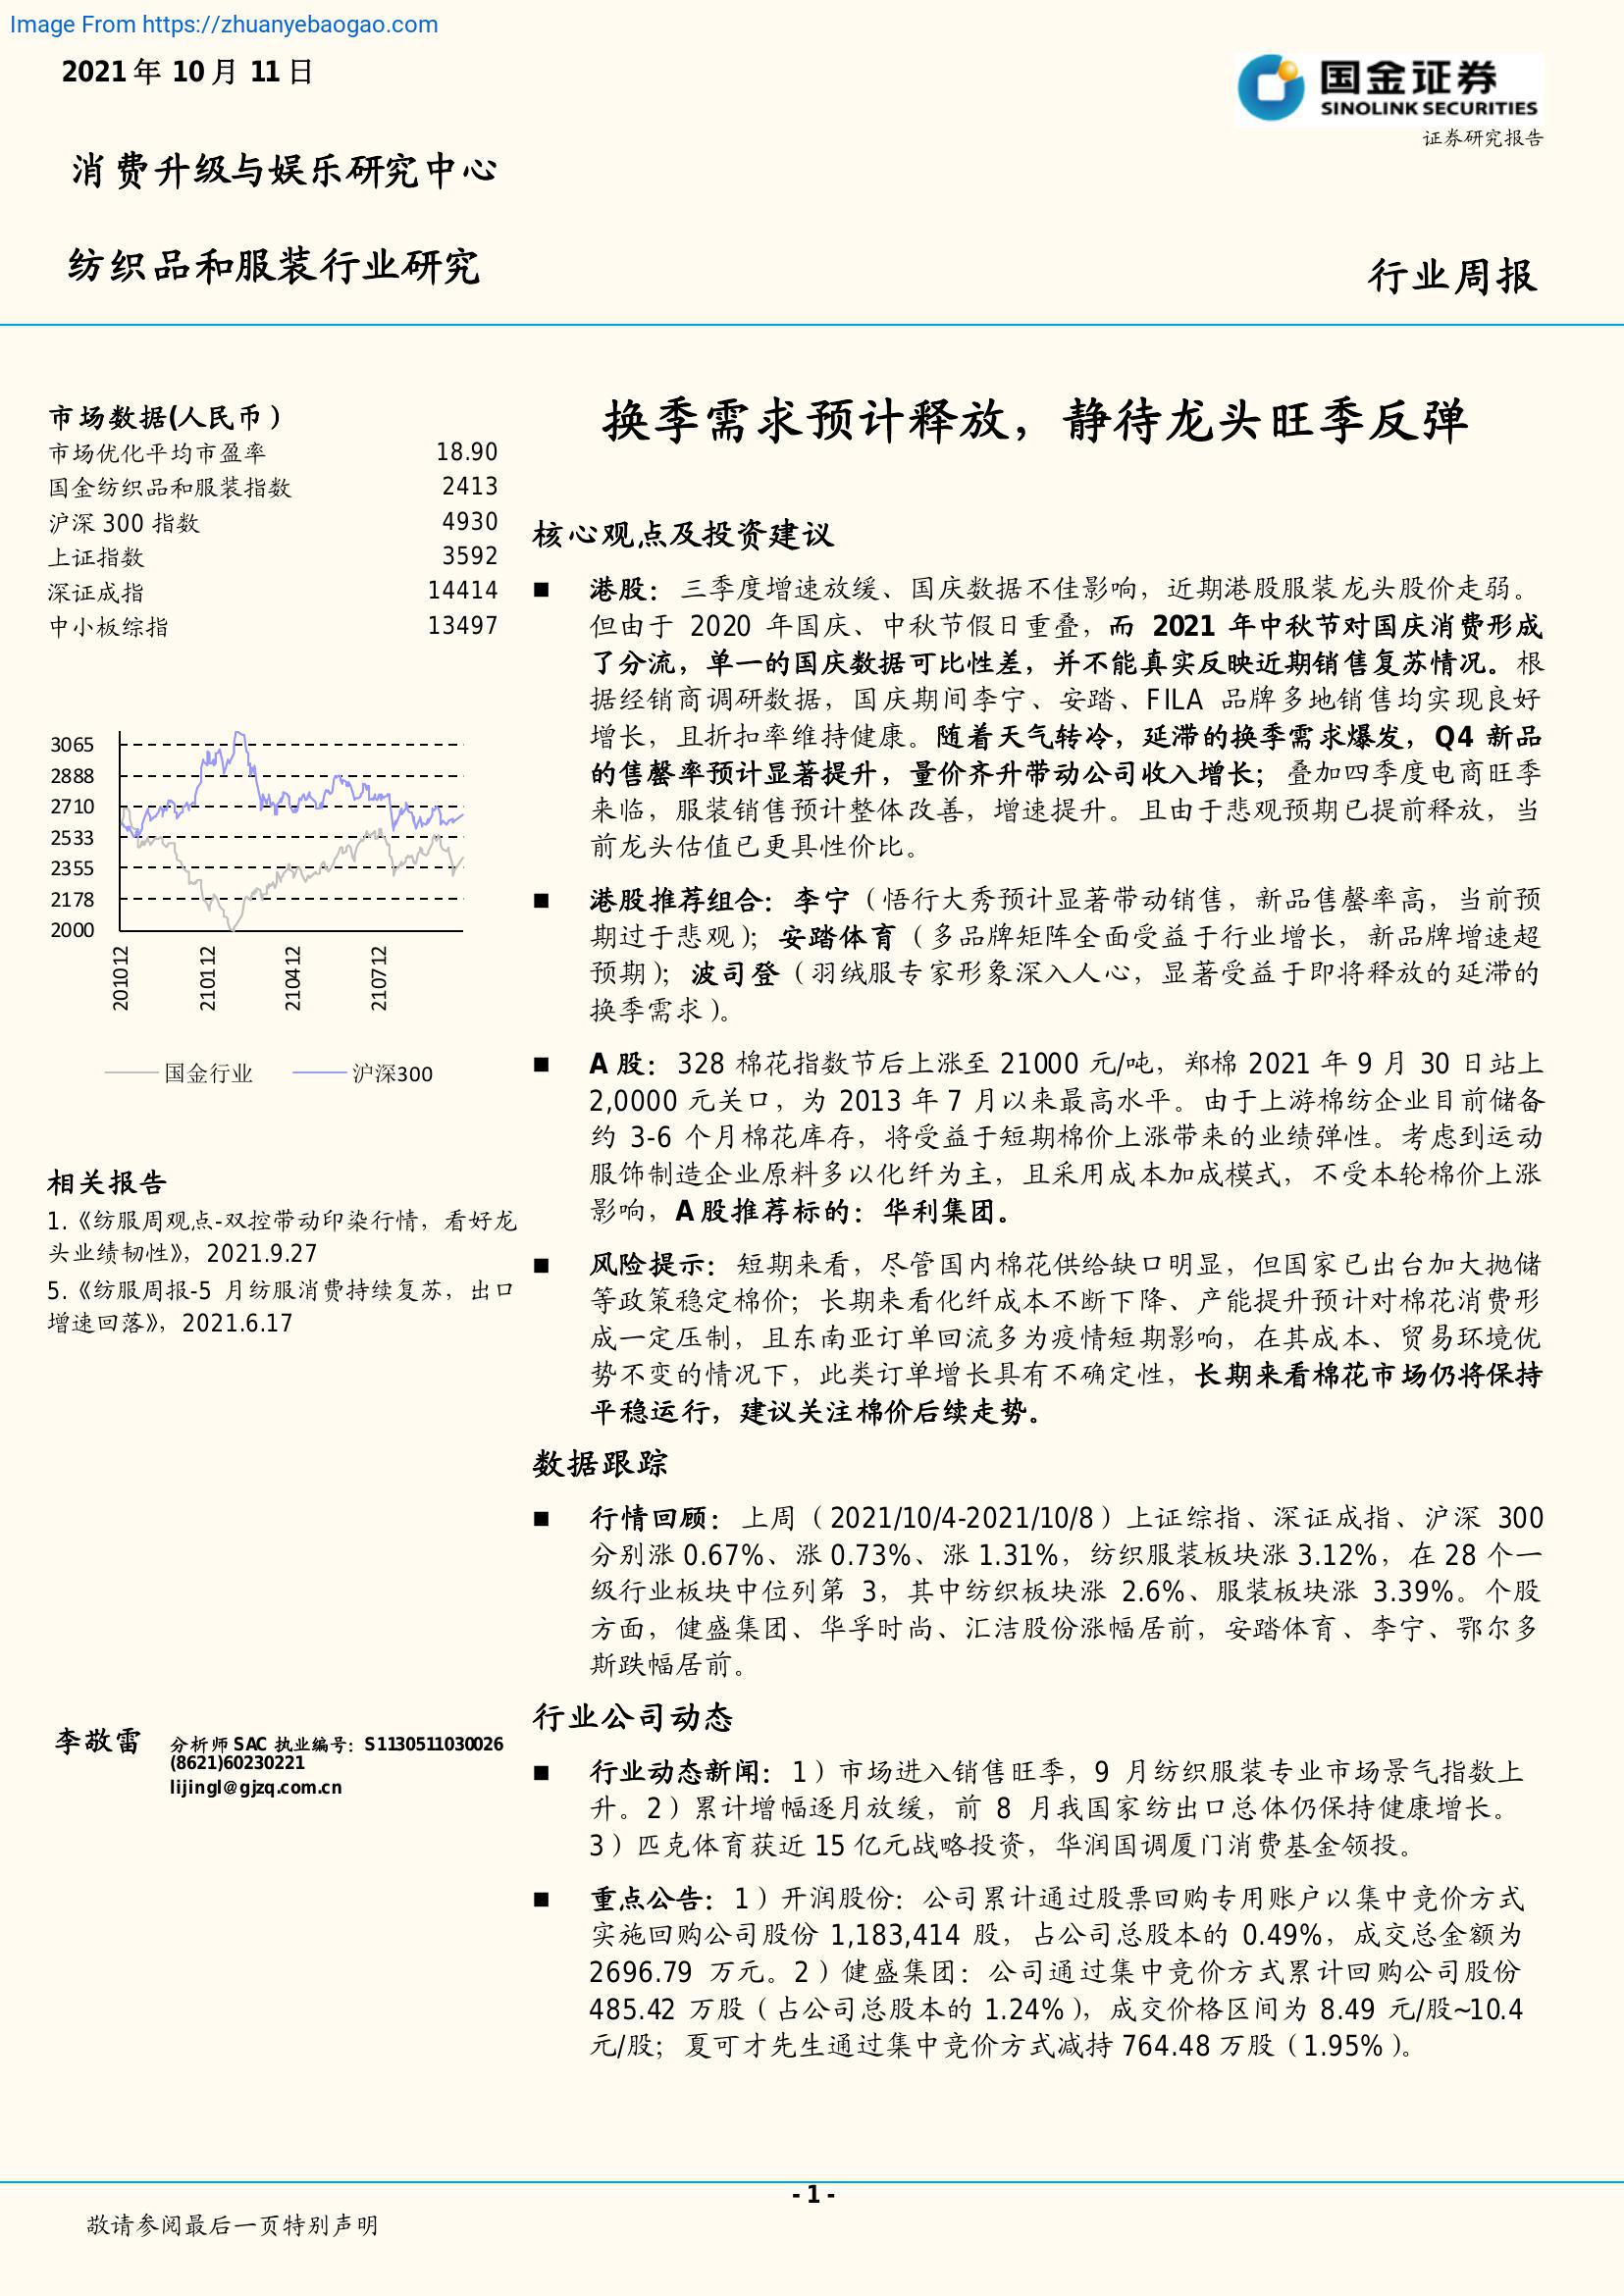 Image From https://zhuanyebaogao.com
2021 年 10 月 11 日
国金证券
SINOLINK SECURITIES
证券研究报告
消费升级与娱乐研究中心
纺织品和服装行业研究
行业周报
市场数据(人民币）
市场优化平均市盈率 18.90
国金纺织品和服装指数 2413
沪深 300 指数 4930
上证指数 3592
深证成指 14414
中小板综指 13497
3065
2888
2710
2533
2355
2178
2000
201012
210112
210412
210712
国金行业
沪深300
相关报告
1.《纺服周观点-双控带动印染行情，看好龙
头业绩韧性》，2021.9.27
5.《纺服周报-5 月纺服消费持续复苏，出口
增速回落》，2021.6.17
李敬雷
分析师 SAC 执业编号：S1130511030026
(8621)60230221
lijingl@gjzq.com.cn
换季需求预计释放，静待龙头旺季反弹
核心观点及投资建议
■ 港股：三季度增速放缓、国庆数据不佳影响，近期港股服装龙头股价走弱。
但由于 2020 年国庆、中秋节假日重叠，而 2021 年中秋节对国庆消费形成
了分流，单一的国庆数据可比性差，并不能真实反映近期销售复苏情况。根
据经销商调研数据，国庆期间李宁、安踏、FILA 品牌多地销售均实现良好
增长，且折扣率维持健康。随着天气转冷，延滞的换季需求爆发，Q4 新品
的售罄率预计显著提升，量价齐升带动公司收入增长；叠加四季度电商旺季
来临，服装销售预计整体改善，增速提升。且由于悲观预期已提前释放，当
前龙头估值已更具性价比。
■ 港股推荐组合：李宁（悟行大秀预计显著带动销售，新品售罄率高，当前预
期过于悲观）；安踏体育（多品牌矩阵全面受益于行业增长，新品牌增速超
预期）；波司登（羽绒服专家形象深入人心，显著受益于即将释放的延滞的
换季需求）。
■ A 股：328 棉花指数节后上涨至 21000 元/吨，郑棉 2021 年 9 月 30 日站上
2,0000 元关口，为 2013 年 7 月以来最高水平。由于上游棉纺企业目前储备
约 3-6 个月棉花库存，将受益于短期棉价上涨带来的业绩弹性。考虑到运动
服饰制造企业原料多以化纤为主，且采用成本加成模式，不受本轮棉价上涨
影响，A 股推荐标的：华利集团。
■ 风险提示：短期来看，尽管国内棉花供给缺口明显，但国家已出台加大抛储
等政策稳定棉价；长期来看化纤成本不断下降、产能提升预计对棉花消费形
成一定压制，且东南亚订单回流多为疫情短期影响，在其成本、贸易环境优
势不变的情况下，此类订单增长具有不确定性，长期来看棉花市场仍将保持
平稳运行，建议关注棉价后续走势。
数据跟踪
■ 行情回顾：上周（2021/10/4-2021/10/8）上证综指、深证成指、沪深 300
分别涨 0.67%、涨 0.73%、涨 1.31%，纺织服装板块涨 3.12%，在 28 个一
级行业板块中位列第 3，其中纺织板块涨 2.6%、服装板块涨 3.39%。个股
方面，健盛集团、华孚时尚、汇洁股份涨幅居前，安踏体育、李宁、鄂尔多
斯跌幅居前。
行业公司动态
■ 行业动态新闻：1）市场进入销售旺季，9 月纺织服装专业市场景气指数上
升。2）累计增幅逐月放缓，前 8 月我国家纺出口总体仍保持健康增长。
3）匹克体育获近 15 亿元战略投资，华润国调厦门消费基金领投。
■ 重点公告：1）开润股份：公司累计通过股票回购专用账户以集中竞价方式
实施回购公司股份 1,183,414 股，占公司总股本的 0.49%，成交总金额为
2696.79 万元。2）健盛集团：公司通过集中竞价方式累计回购公司股份
485.42 万股（占公司总股本的 1.24%），成交价格区间为 8.49 元/股~10.4
元/股；夏可才先生通过集中竞价方式减持 764.48 万股（1.95%）。
- 1 -
敬请参阅最后一页特别声明